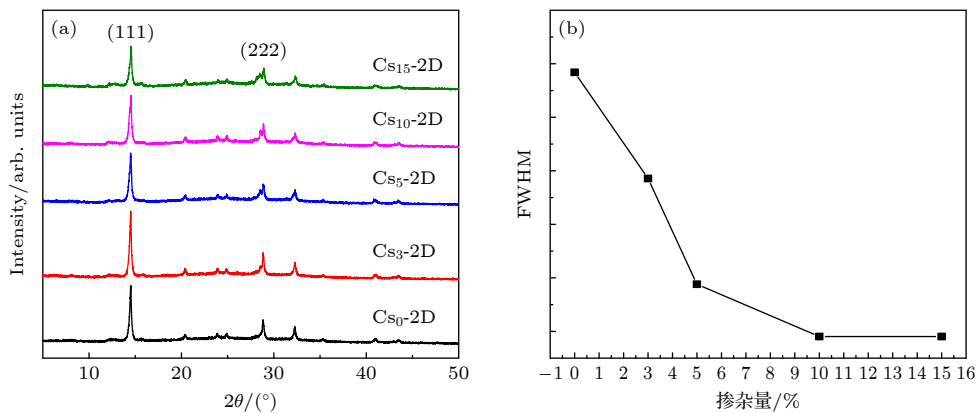 (a)
(111)
(222)
Cs₁₅-2D
Cs₁₀-2D
Cs₅-2D
Cs₃-2D
Cs₀-2D
Intensity/arb. units
10 20 30 40 50
2θ/(°)
(b)
FWHM
−1 0 1 2 3 4 5 6 7 8 9 10 11 12 13 14 15 16
掺杂量/%